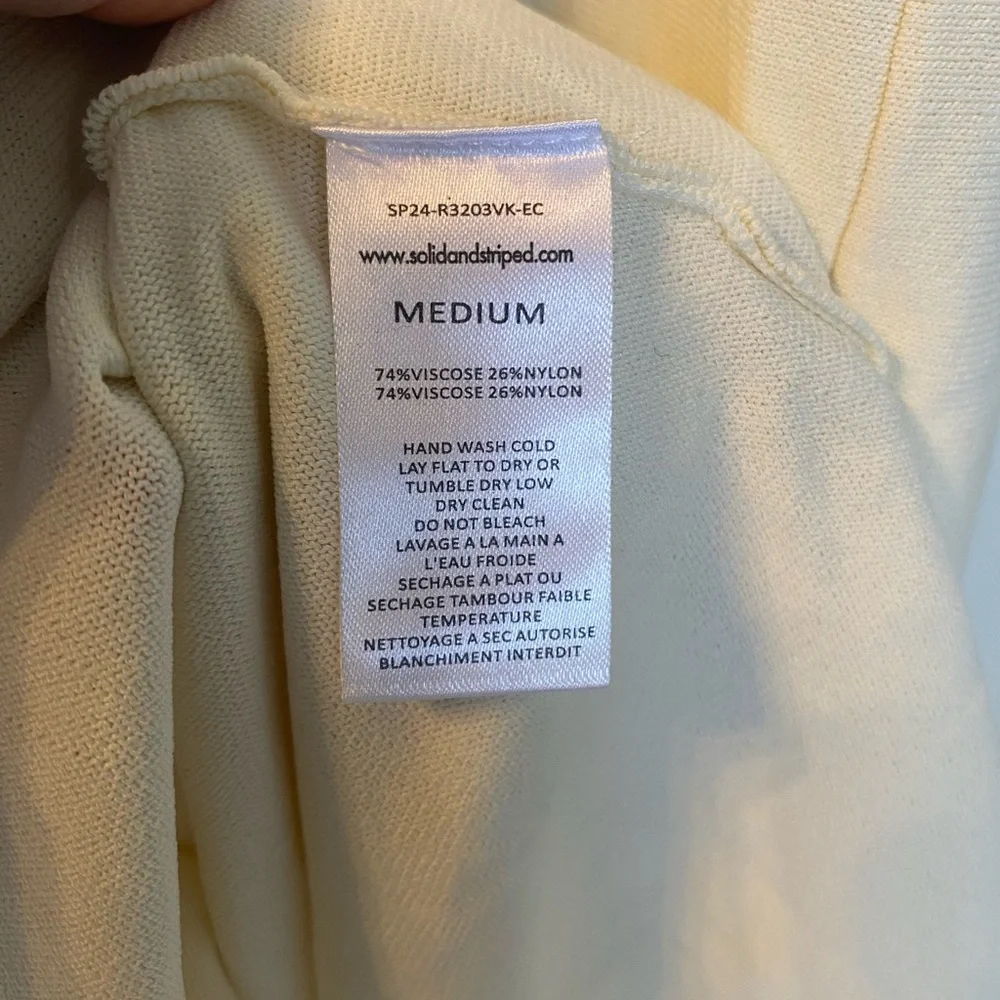 SP24-R3203VK-EC
www.solidandstriped.com
MEDIUM
74%VISCOSE 26%NYLON
74%VISCOSE 26%NYLON
HAND WASH COLD
LAY FLAT TO DRY OR
TUMBLE DRY LOW
DRY CLEAN
DO NOT BLEACH
LAVAGE A LA MAIN A
L'EAU FROIDE
SECHAGE A PLAT OU
SECHAGE TAMBOUR FAIBLE
TEMPERATURE
NETTOYAGE A SEC AUTORISE
BLANCHIMENT INTERDIT